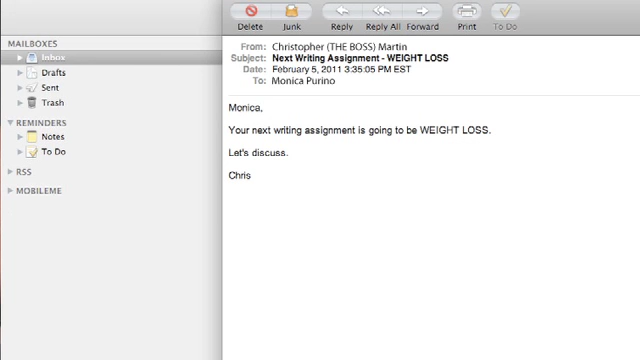 Delete Junk Reply Reply All Forward Print To Do
MAILBOXES
Inbox
Drafts
Sent
Trash
REMINDERS
Notes
To Do
RSS
MOBILEME
From: Christopher (THE BOSS) Martin
Subject: Next Writing Assignment - WEIGHT LOSS
Date: February 5, 2011 3:35:05 PM EST
To: Monica Purino
Monica,
Your next writing assignment is going to be WEIGHT LOSS.
Let's discuss.
Chris